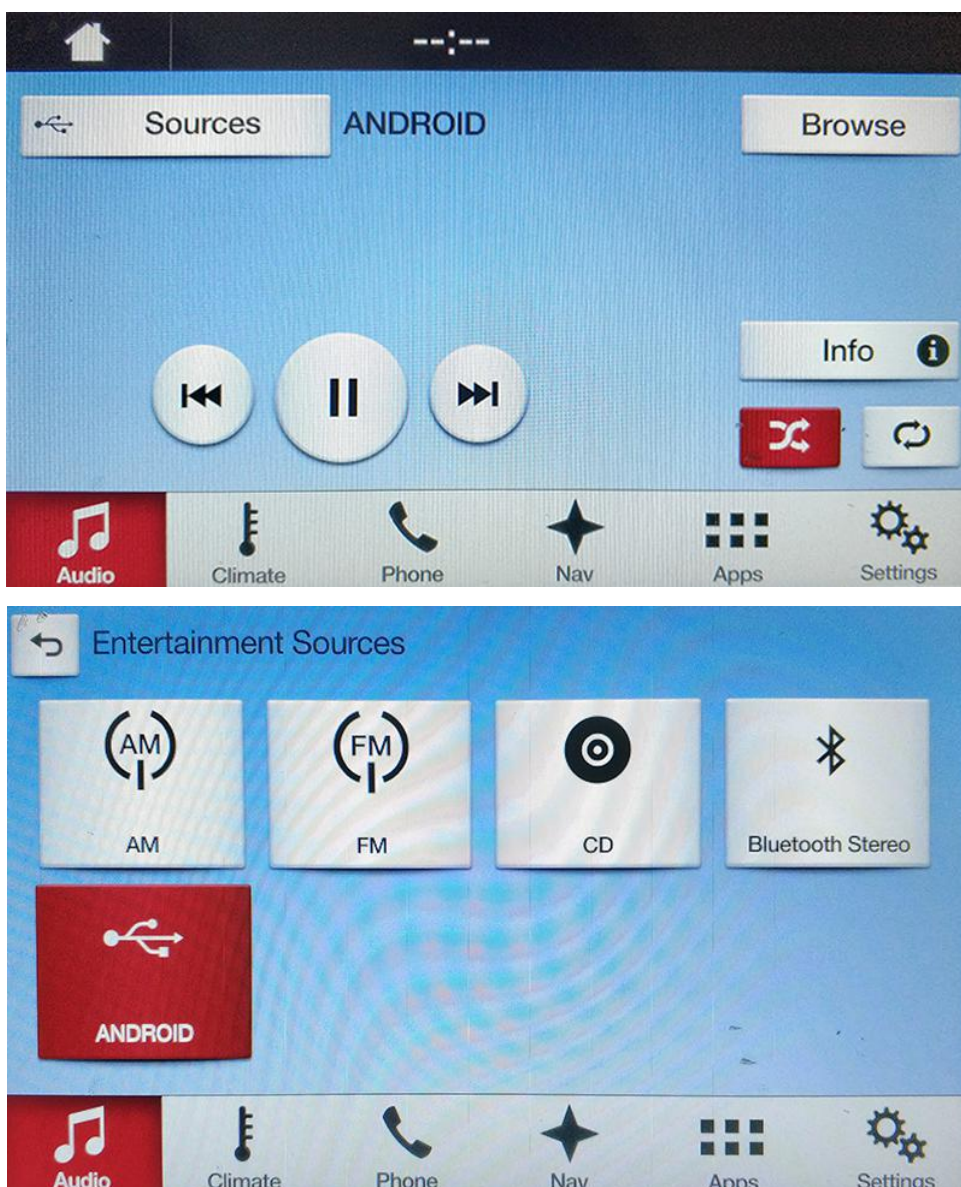 --:--
Sources
ANDROID
Browse
Info
Audio
Climate
Phone
Nav
Apps
Settings
Entertainment Sources
AM
FM
AM
FM
CD
Bluetooth Stereo
ANDROID
Audio
Climate
Phone
Nav
Apps
Settings